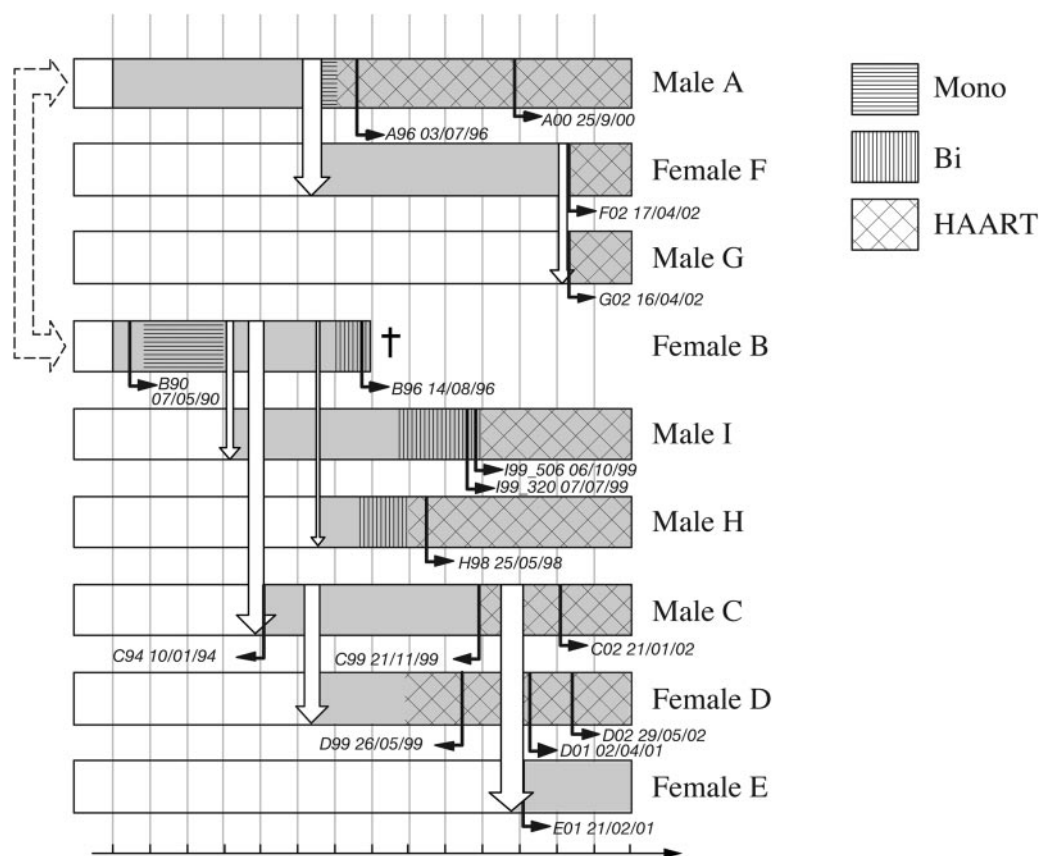 Male A
Mono
A00 25/9/00
A96 03/07/96
Bi
Female F
F02 17/04/02
HAART
Male G
G02 16/04/02
Female B
B90
07/05/90
B96 14/08/96
Male I
I99_506 06/10/99
I99_320 07/07/99
Male H
H98 25/05/98
Male C
C94 10/01/94
C99 21/11/99
C02 21/01/02
Female D
D99 26/05/99
D02 29/05/02
D01 02/04/01
Female E
E01 21/02/01